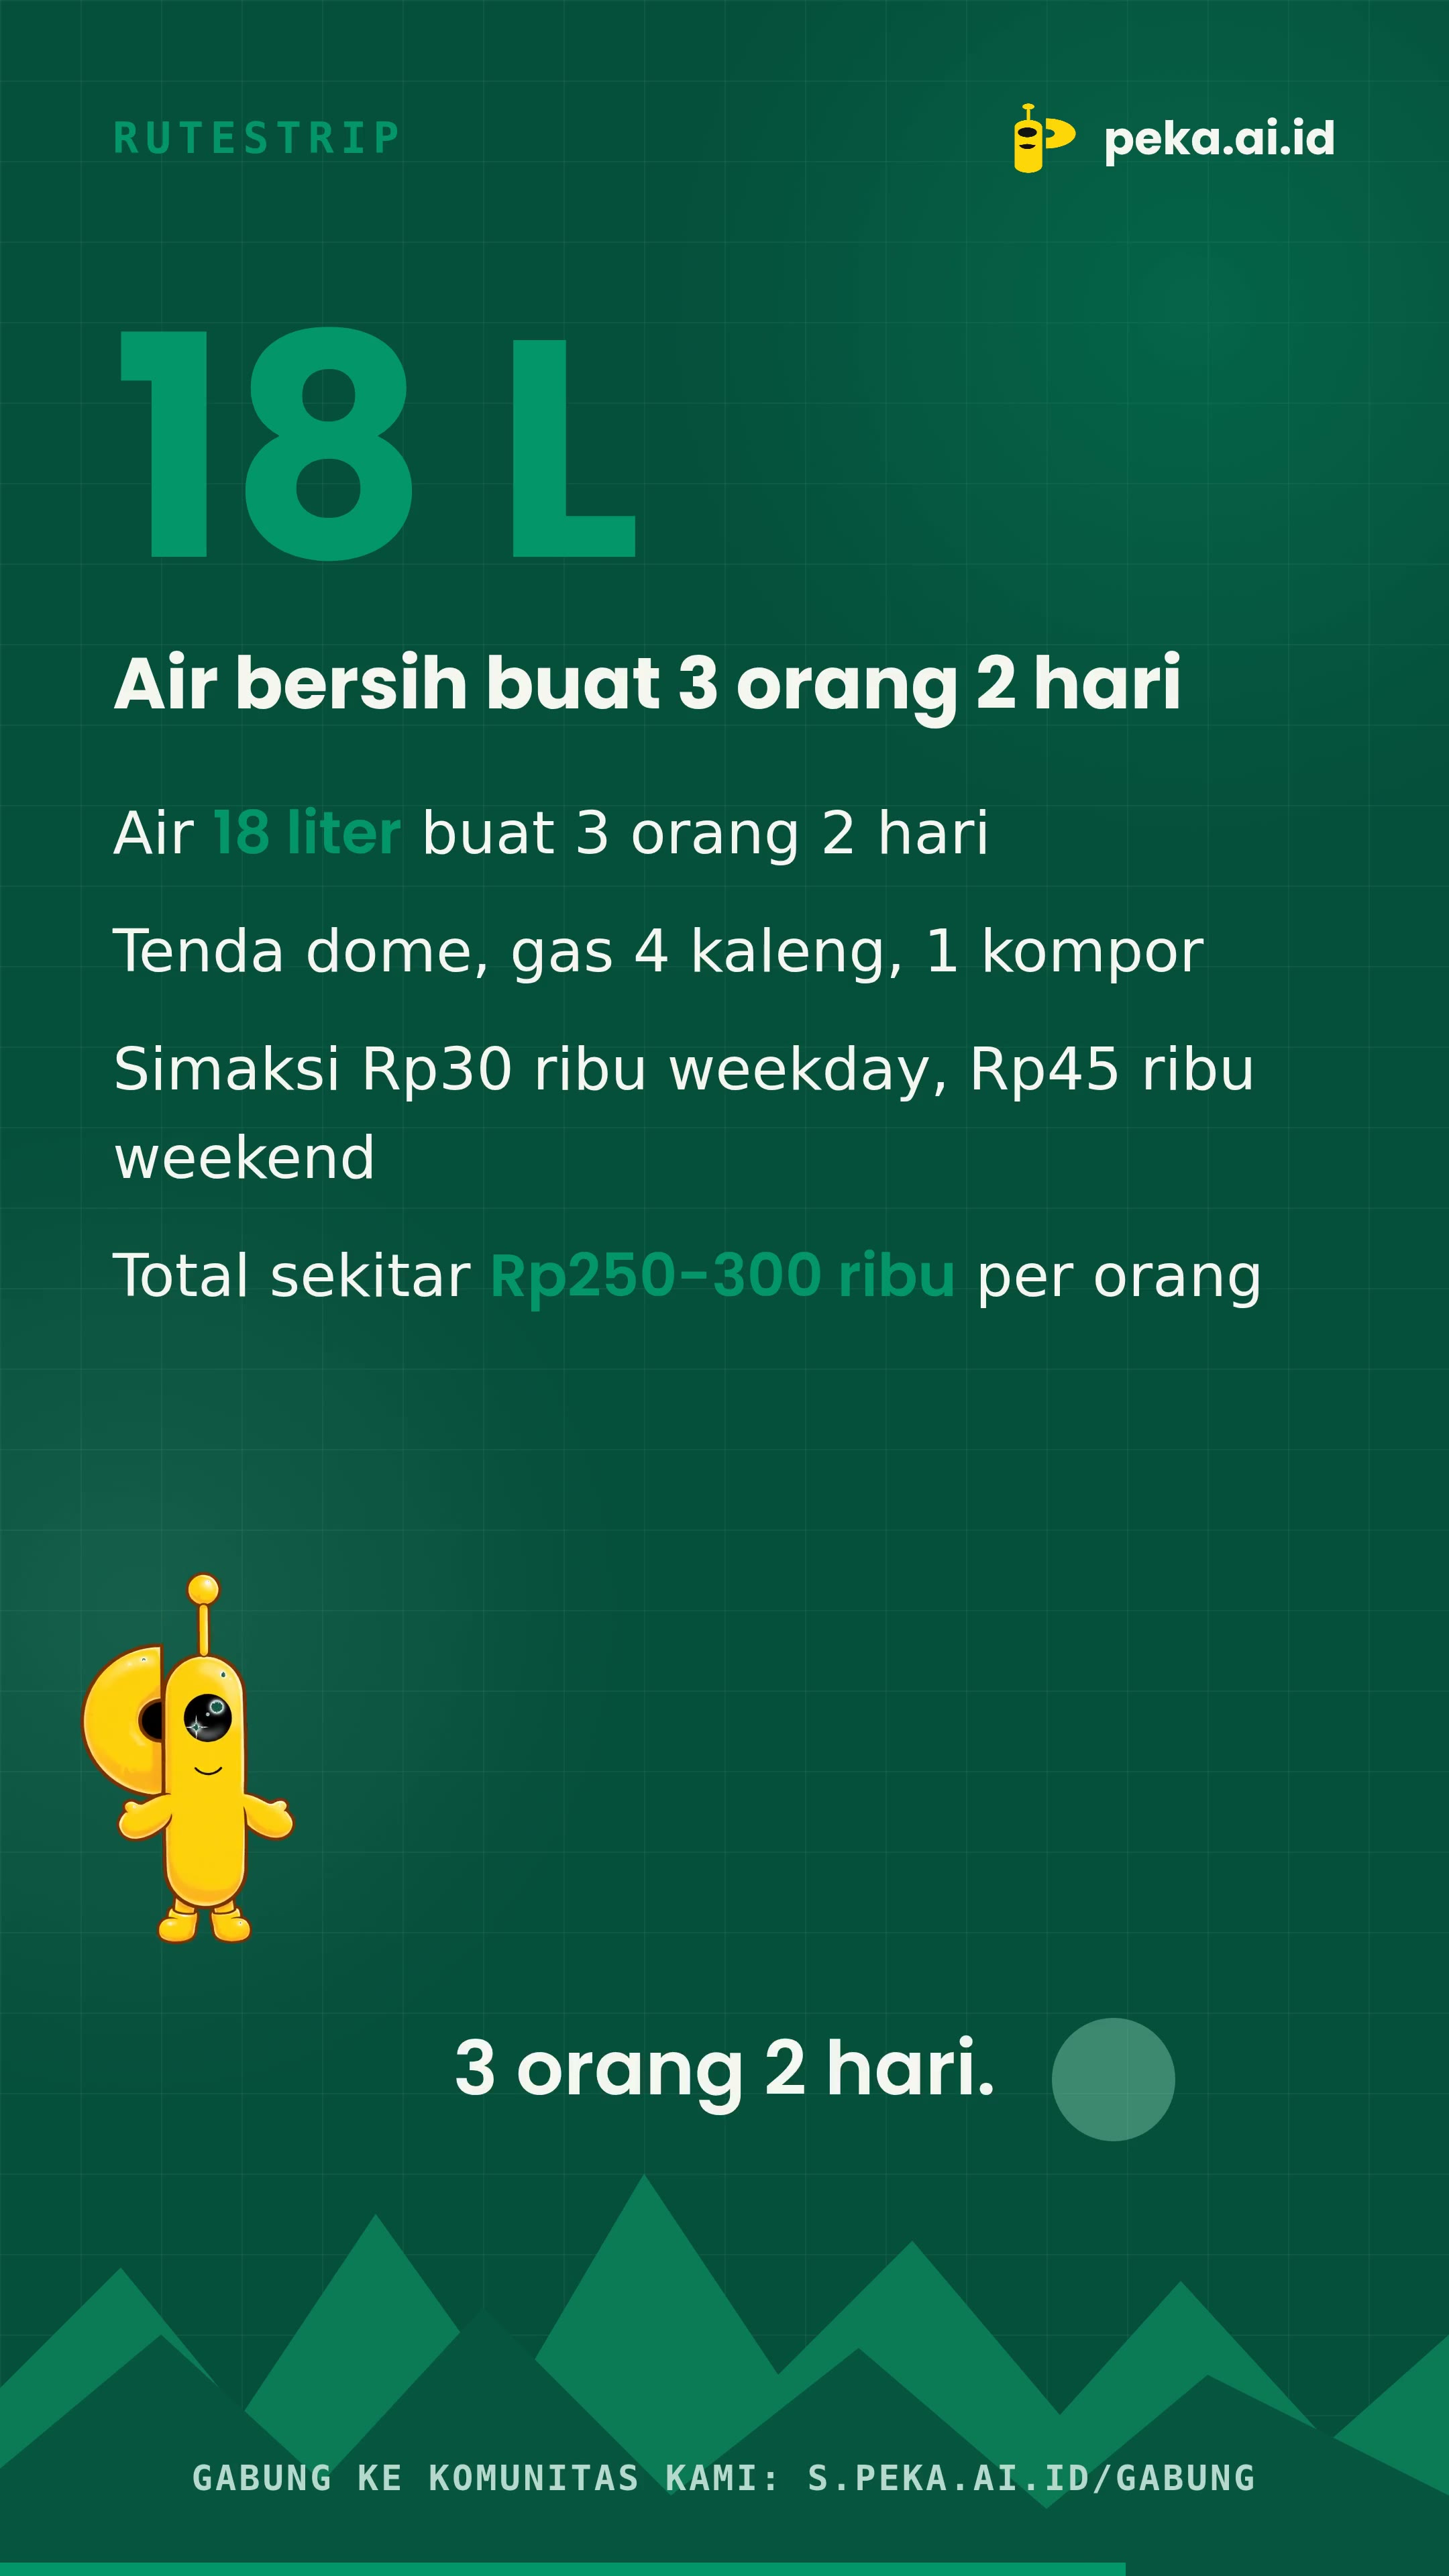 RUTESTRIP
peka.ai.id
18 L
Air bersih buat 3 orang 2 hari
Air 18 liter buat 3 orang 2 hari
Tenda dome, gas 4 kaleng, 1 kompor
Simaksi Rp30 ribu weekday, Rp45 ribu
weekend
Total sekitar Rp250-300 ribu per orang
3 orang 2 hari.
GABUNG KE KOMUNITAS KAMI: S.PEKA.AI.ID/GABUNG